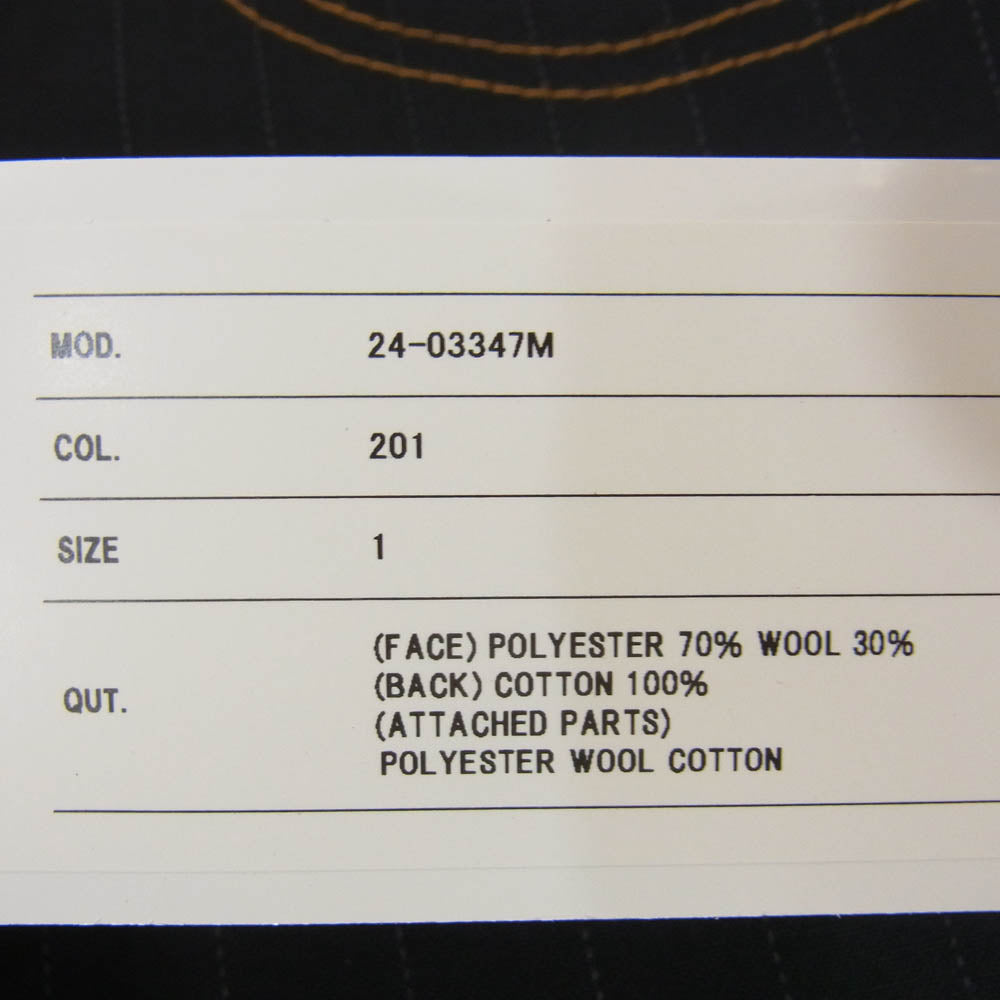 MOD. 24-03347M
COL. 201
SIZE 1
(FACE) POLYESTER 70% WOOL 30%
(BACK) COTTON 100%
QUT.
(ATTACHED PARTS)
POLYESTER WOOL COTTON